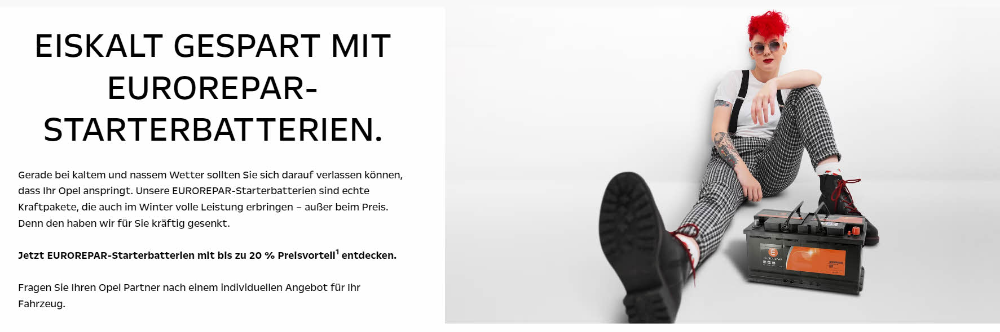 EISKALT GESPART MIT
EUROREPAR-
STARTERBATTERIEN.
Gerade bei kaltem und nassem Wetter sollten Sie sich darauf verlassen können,
dass Ihr Opel anspringt. Unsere EUROREPAR-Starterbatterien sind echte
Kraftpakete, die auch im Winter volle Leistung erbringen – außer beim Preis.
Denn den haben wir für Sie kräftig gesenkt.
Jetzt EUROREPAR-Starterbatterien mit bis zu 20 % Preisvorteil¹ entdecken.
Fragen Sie Ihren Opel Partner nach einem individuellen Angebot für Ihr
Fahrzeug.
EUROREPAR